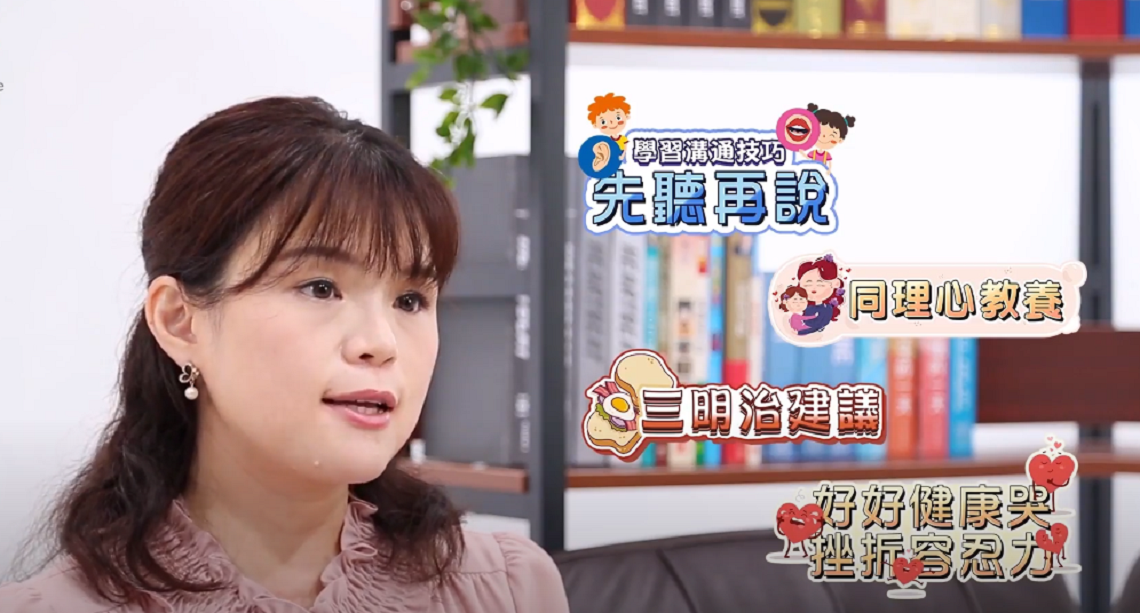 e
學習溝通技巧
先聽再說
同理心教養
三明治建議
好好健康哭
挫折容忍力